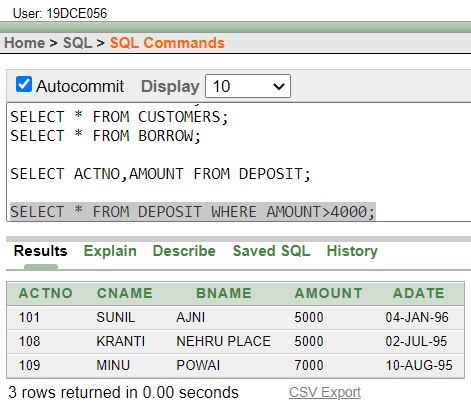 User: 19DCE056
Home > SQL > SQL Commands
Autocommit Display 10
SELECT * FROM CUSTOMERS;
SELECT * FROM BORROW;
SELECT ACTNO,AMOUNT FROM DEPOSIT;
SELECT * FROM DEPOSIT WHERE AMOUNT>4000;
Results Explain Describe Saved SQL History
ACTNO CNAME BNAME AMOUNT ADATE
101 SUNIL AJNI 5000 04-JAN-96
108 KRANTI NEHRU PLACE 5000 02-JUL-95
109 MINU POWAI 7000 10-AUG-95
3 rows returned in 0.00 seconds CSV Export